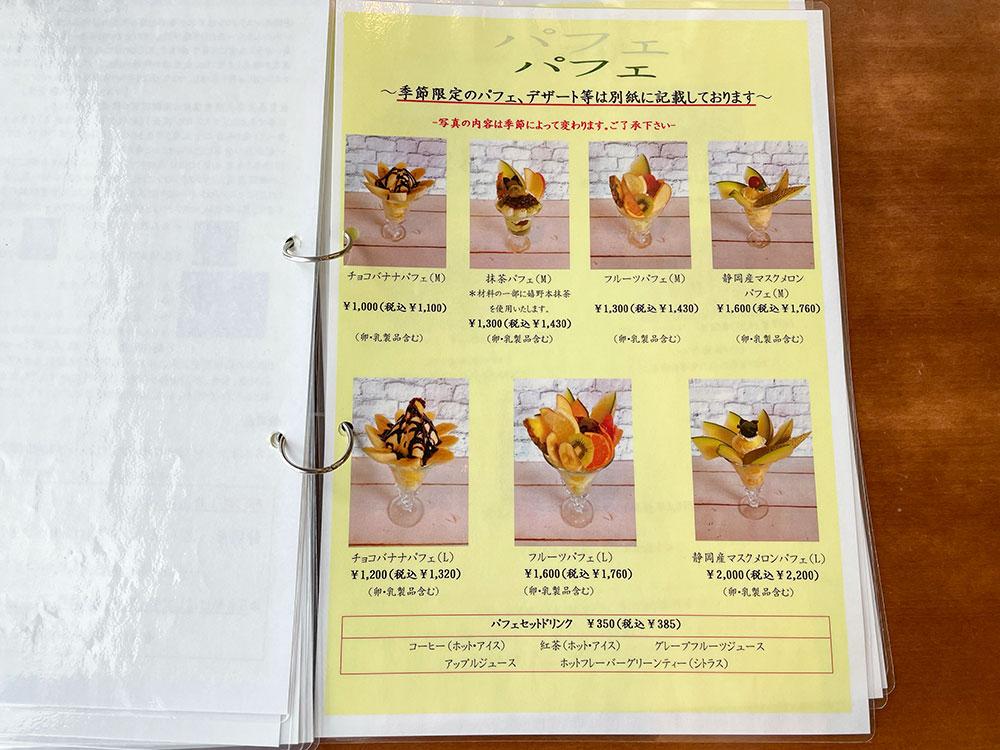 パフェ
パフェ
～季節限定のパフェ、デザート等は別紙に記載しております～
-写真の内容は季節によって変わります。ご了承下さい-
チョコバナナパフェ(M)
￥1,000(税込￥1,100)
(卵・乳製品含む)
抹茶パフェ(M)
＊材料の一部に嬉野本抹茶
を使用いたします。
￥1,300(税込￥1,430)
(卵・乳製品含む)
フルーツパフェ(M)
￥1,300(税込￥1,430)
(卵・乳製品含む)
静岡産マスクメロン
パフェ(M)
￥1,600(税込￥1,760)
(卵・乳製品含む)
チョコバナナパフェ(L)
￥1,200(税込￥1,320)
(卵・乳製品含む)
フルーツパフェ(L)
￥1,600(税込￥1,760)
(卵・乳製品含む)
静岡産マスクメロンパフェ(L)
￥2,000(税込￥2,200)
(卵・乳製品含む)
パフェセットドリンク ￥350(税込￥385)
コーヒー(ホット・アイス) 紅茶(ホット・アイス) グレープフルーツジュース
アップルジュース ホットフレーバーグリーンティー(シトラス)